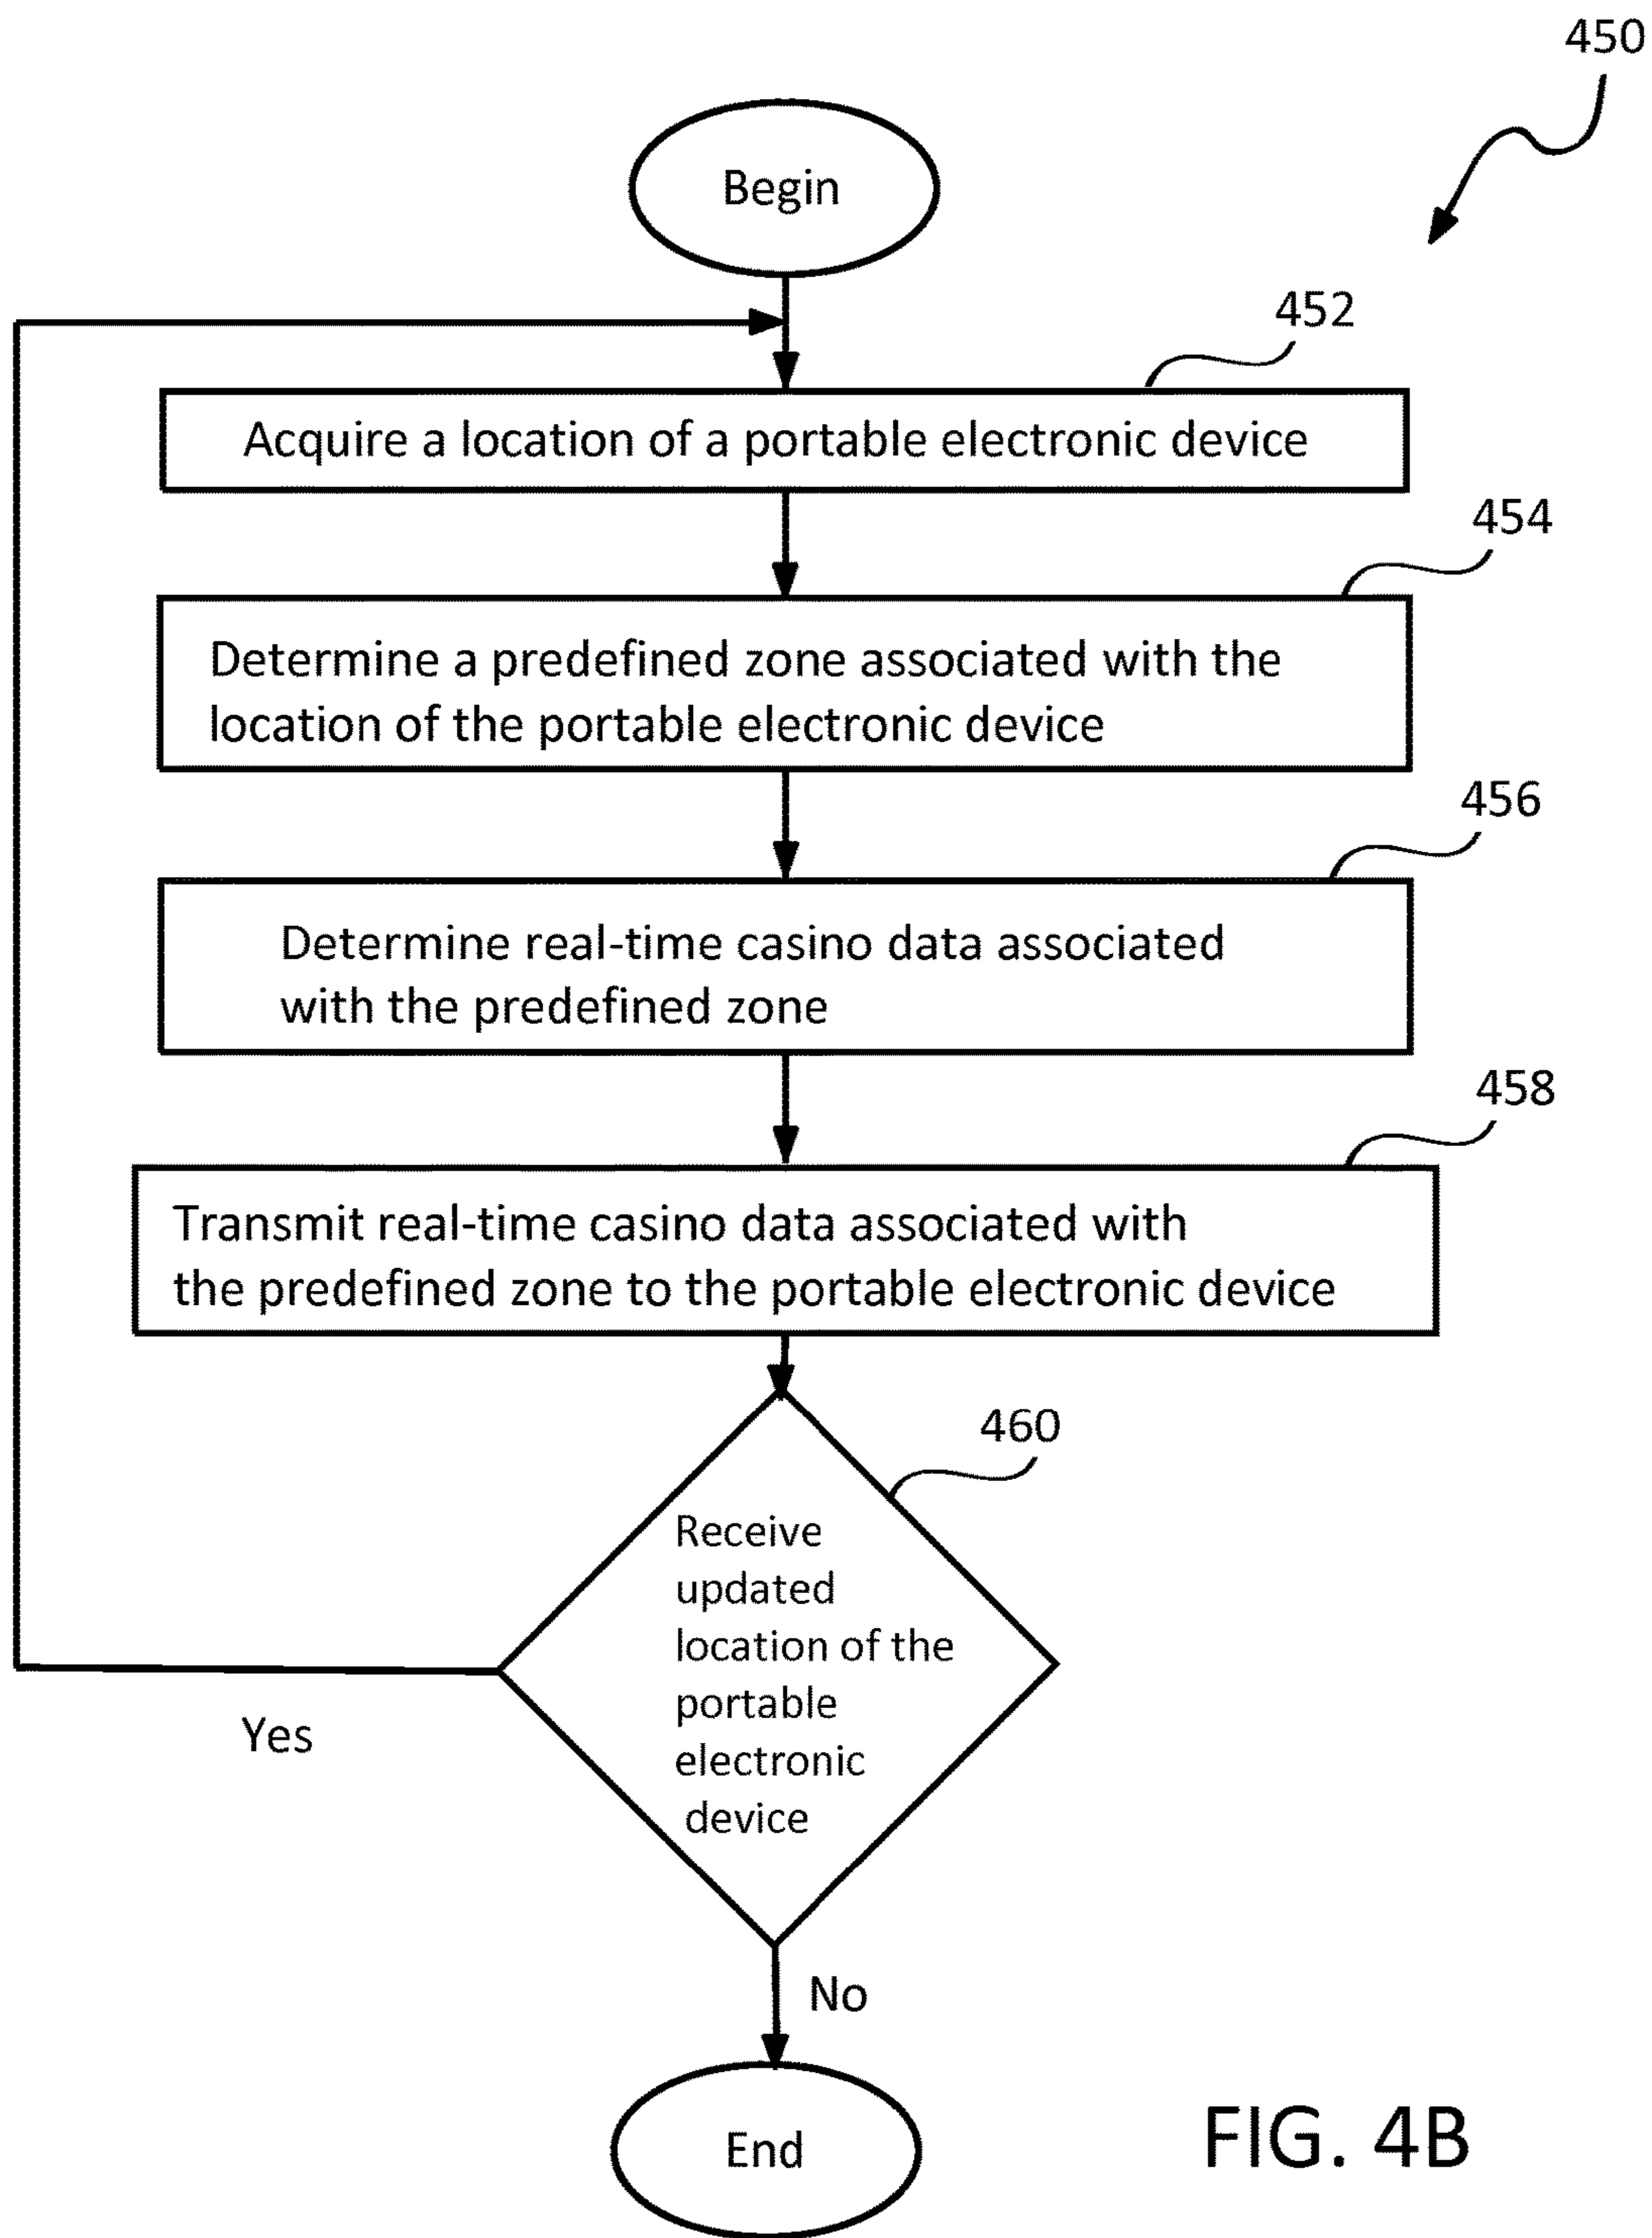 450
Begin
452
Acquire a location of a portable electronic device
454
Determine a predefined zone associated with the
location of the portable electronic device
456
Determine real-time casino data associated
with the predefined zone
458
Transmit real-time casino data associated with
the predefined zone to the portable electronic device
460
Receive
updated
location of the
portable
electronic
device
Yes
No
End
FIG. 4B